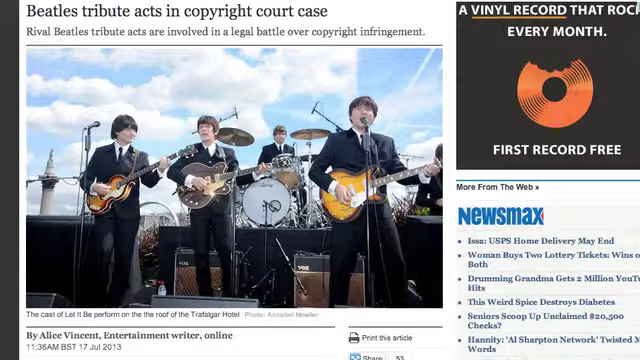 Beatles tribute acts in copyright court case
Rival Beatles tribute acts are involved in a legal battle over copyright infringement.
VOX
VOX
The cast of Let It Be perform on the the roof of the Trafalgar Hotel Photo: Annabel Moeller
By Alice Vincent, Entertainment writer, online
11:36AM BST 17 Jul 2013
Print this article
Share 53
A VINYL RECORD THAT ROC
EVERY MONTH.
FIRST RECORD FREE
More From The Web »
Newsmax
Issa: USPS Home Delivery May End
Woman Buys Two Lottery Tickets: Wins o
Both
Drumming Grandma Gets 2 Million YouTu
Hits
This Weird Spice Destroys Diabetes
Seniors Scoop Up Unclaimed $20,500
Checks?
Hannity: 'Al Sharpton Network' Twisted M
Words